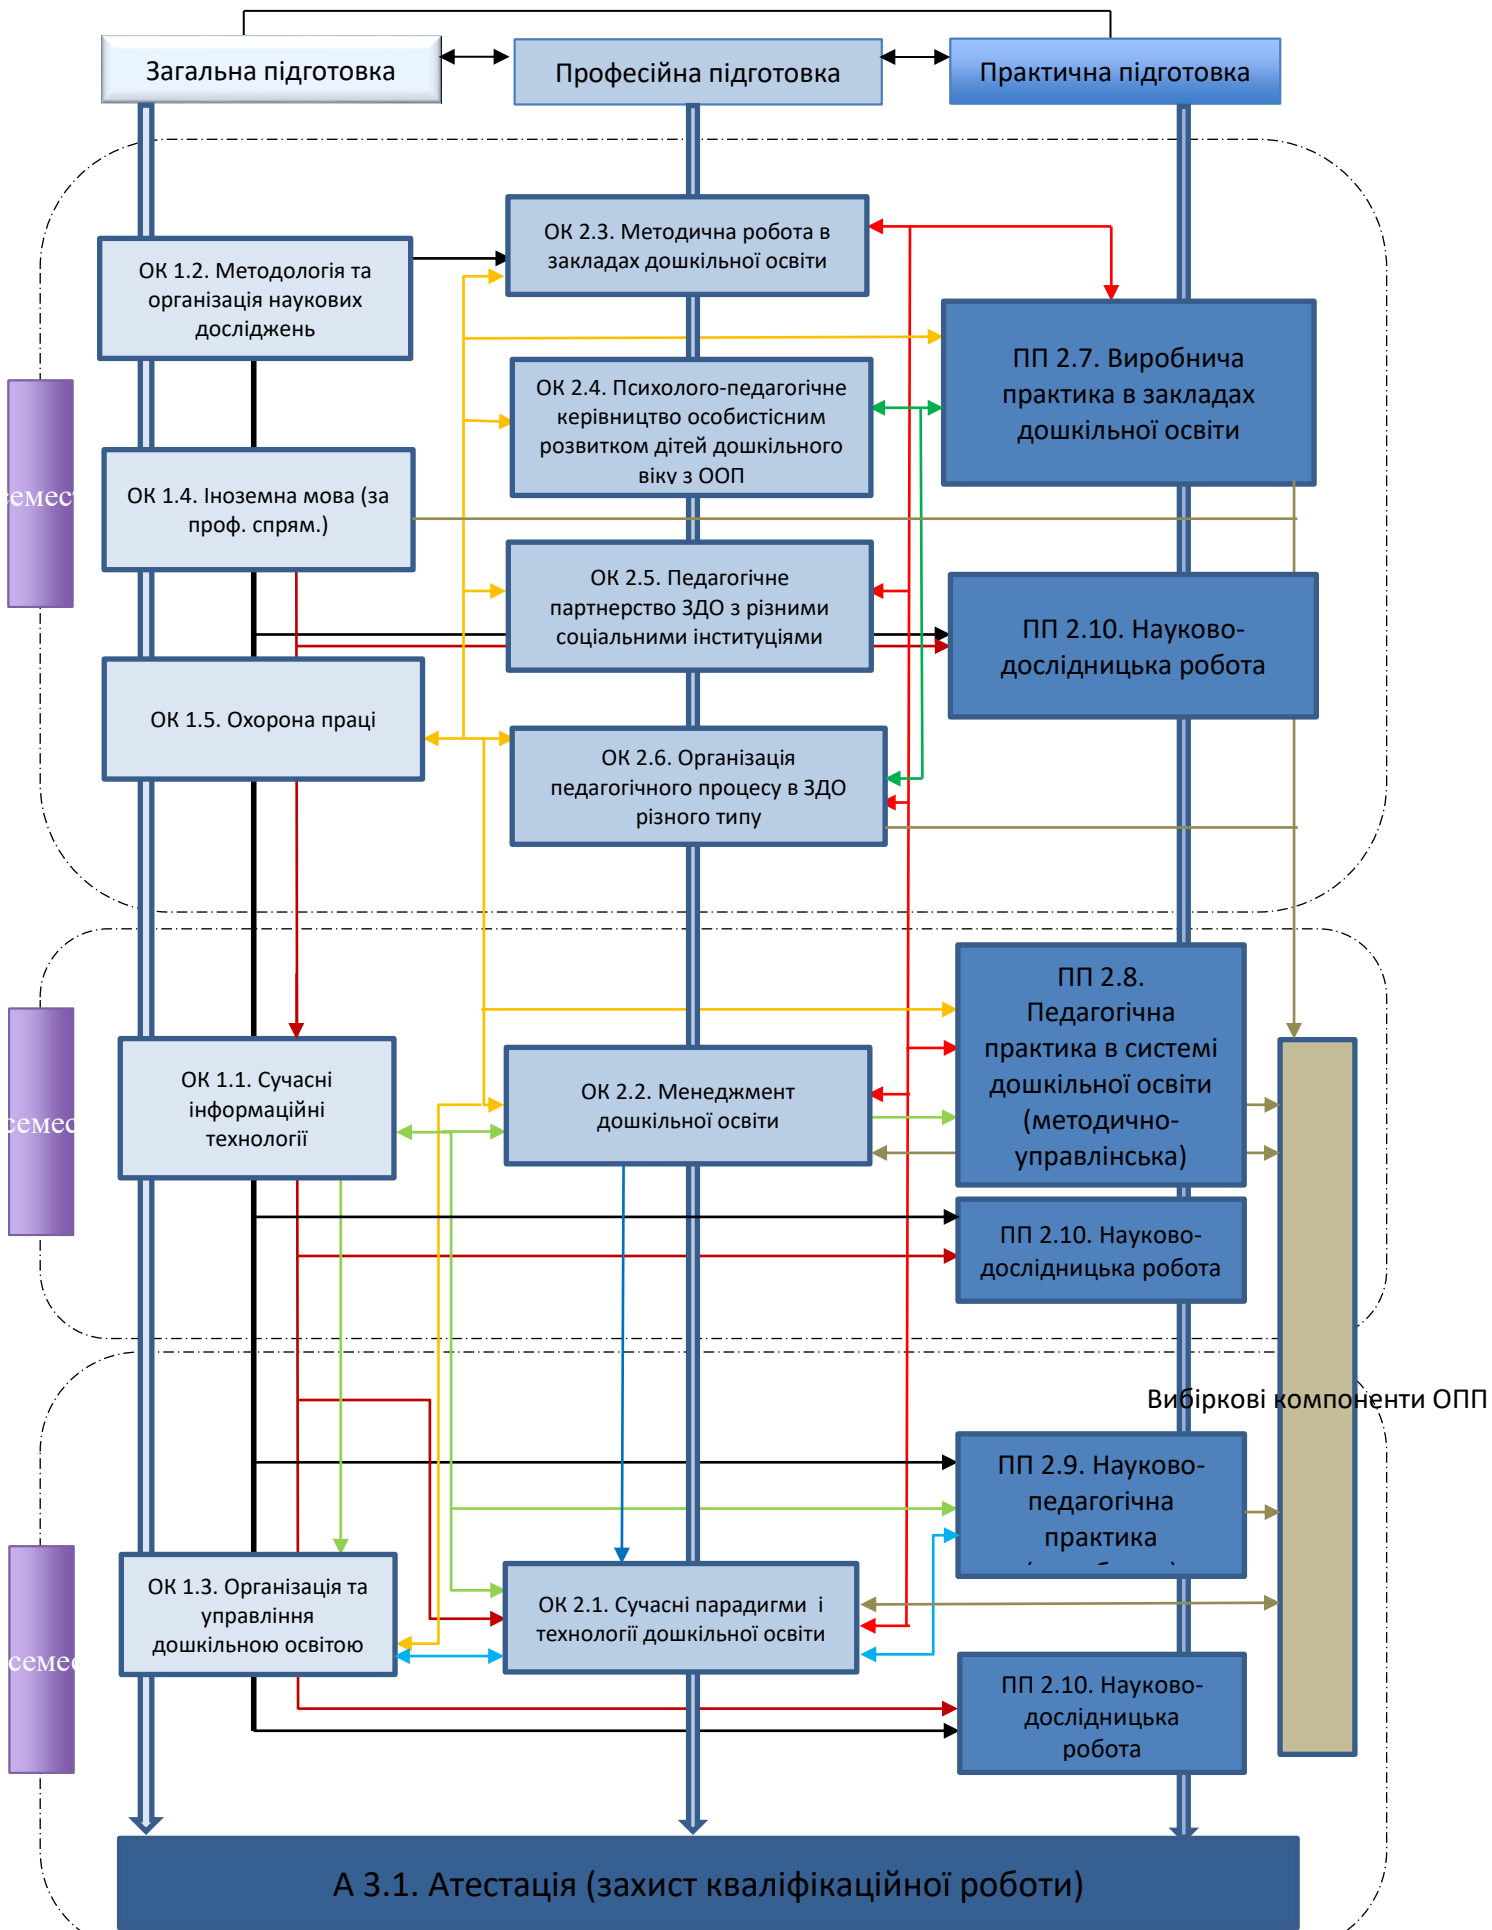 Загальна підготовка
Професійна підготовка
Практична підготовка
ОК 2.3. Методична робота в
закладах дошкільної освіти
ОК 1.2. Методологія та
організація наукових
досліджень
ПП 2.7. Виробнича
практика в закладах
дошкільної освіти
ОК 2.4. Психолого-педагогічне
керівництво особистісним
розвитком дітей дошкільного
віку з ООП
ОК 1.4. Іноземна мова (за
проф. спрям.)
ОК 2.5. Педагогічне
партнерство ЗДО з різними
соціальними інституціями
ПП 2.10. Науково-
дослідницька робота
ОК 1.5. Охорона праці
ОК 2.6. Організація
педагогічного процесу в ЗДО
різного типу
ПП 2.8.
Педагогічна
практика в системі
дошкільної освіти
(методично-
управлінська)
ОК 1.1. Сучасні
інформаційні
технології
ОК 2.2. Менеджмент
дошкільної освіти
ПП 2.10. Науково-
дослідницька робота
Вибіркові компоненти ОПП
ПП 2.9. Науково-
педагогічна
практика
ОК 1.3. Організація та
управління
дошкільною освітою
ОК 2.1. Сучасні парадигми і
технології дошкільної освіти
ПП 2.10. Науково-
дослідницька
робота
А 3.1. Атестація (захист кваліфікаційної роботи)